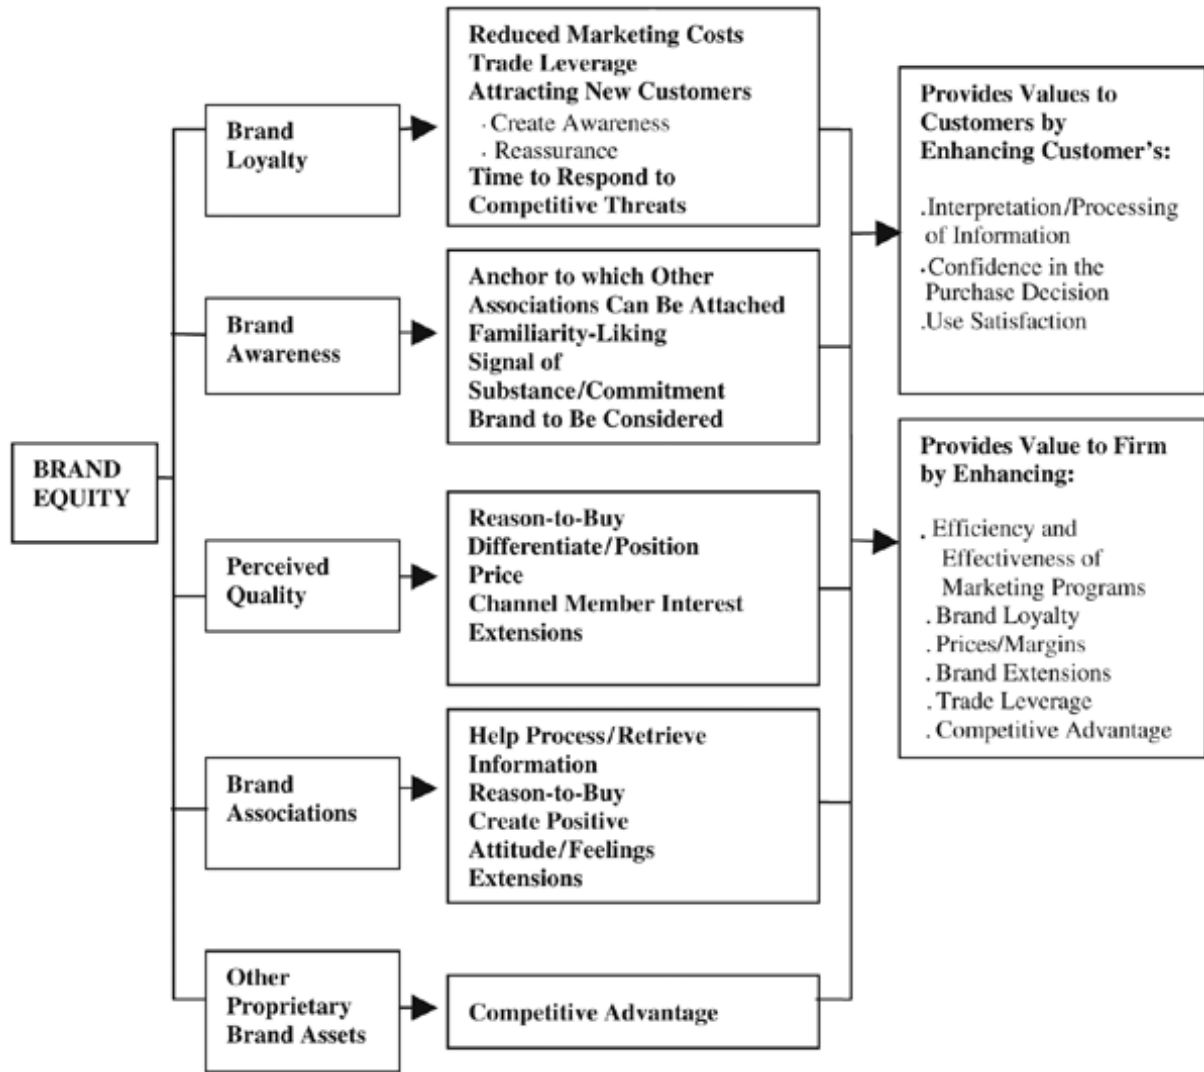 BRAND
EQUITY
Brand
Loyalty
Reduced Marketing Costs
Trade Leverage
Attracting New Customers
· Create Awareness
· Reassurance
Time to Respond to
Competitive Threats
Brand
Awareness
Anchor to which Other
Associations Can Be Attached
Familiarity-Liking
Signal of
Substance/Commitment
Brand to Be Considered
Perceived
Quality
Reason-to-Buy
Differentiate/Position
Price
Channel Member Interest
Extensions
Brand
Associations
Help Process/Retrieve
Information
Reason-to-Buy
Create Positive
Attitude/Feelings
Extensions
Other
Proprietary
Brand Assets
Competitive Advantage
Provides Values to
Customers by
Enhancing Customer's:
.Interpretation/Processing
of Information
·Confidence in the
Purchase Decision
.Use Satisfaction
Provides Value to Firm
by Enhancing:
. Efficiency and
Effectiveness of
Marketing Programs
. Brand Loyalty
. Prices/Margins
. Brand Extensions
. Trade Leverage
. Competitive Advantage